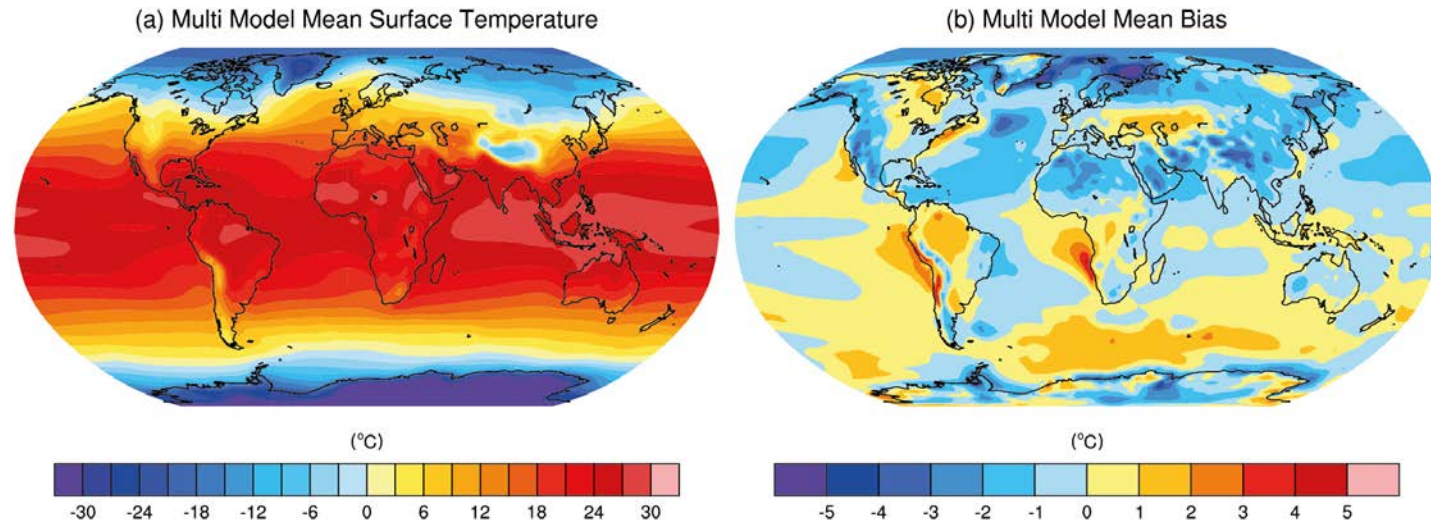 (a) Multi Model Mean Surface Temperature
(b) Multi Model Mean Bias
(°C)
-30 -24 -18 -12 -6 0 6 12 18 24 30
(°C)
-5 -4 -3 -2 -1 0 1 2 3 4 5